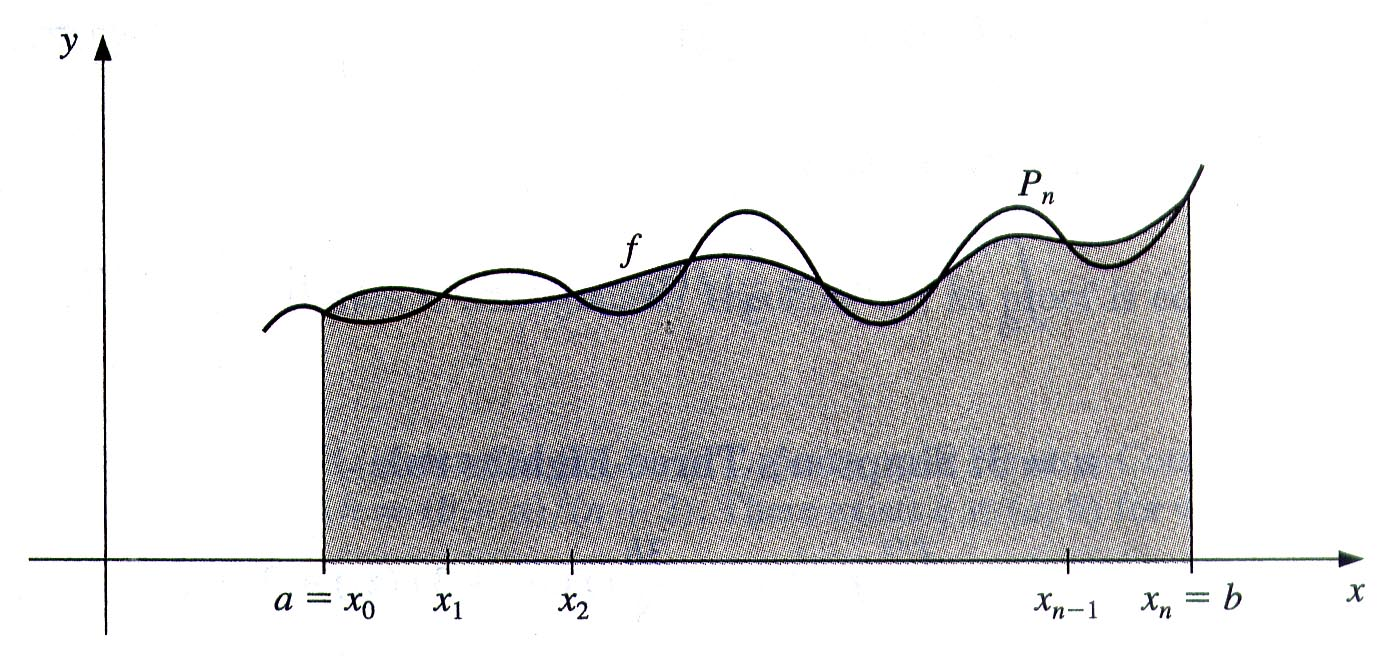 y
P_n
f
a = x_0 x_1 x_2 x_{n-1} x_n = b
x